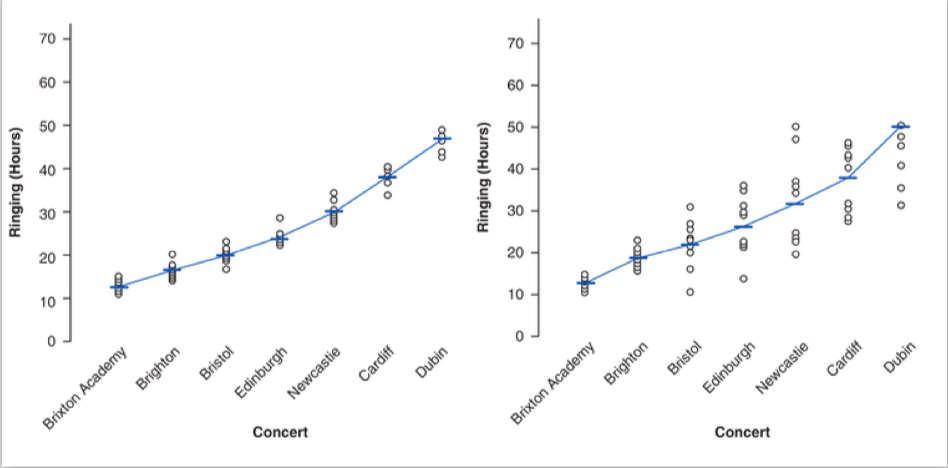 Ringing (Hours)
70
60
50
40
30
20
10
0
Brixton Academy
Brighton
Bristol
Edinburgh
Newcastle
Cardiff
Dubin
Concert
Ringing (Hours)
70
60
50
40
30
20
10
0
Brixton Academy
Brighton
Bristol
Edinburgh
Newcastle
Cardiff
Dubin
Concert